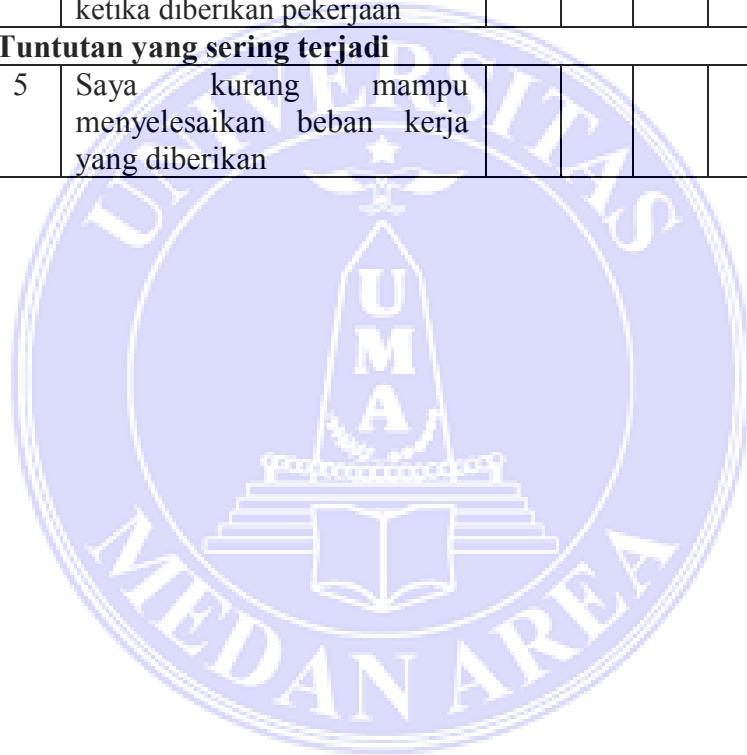 ketika diberikan pekerjaan
Tuntutan yang sering terjadi
5 Saya kurang mampu
menyelesaikan beban kerja
yang diberikan
UNIVERSITAS
U
M
A
MEDAN AREA